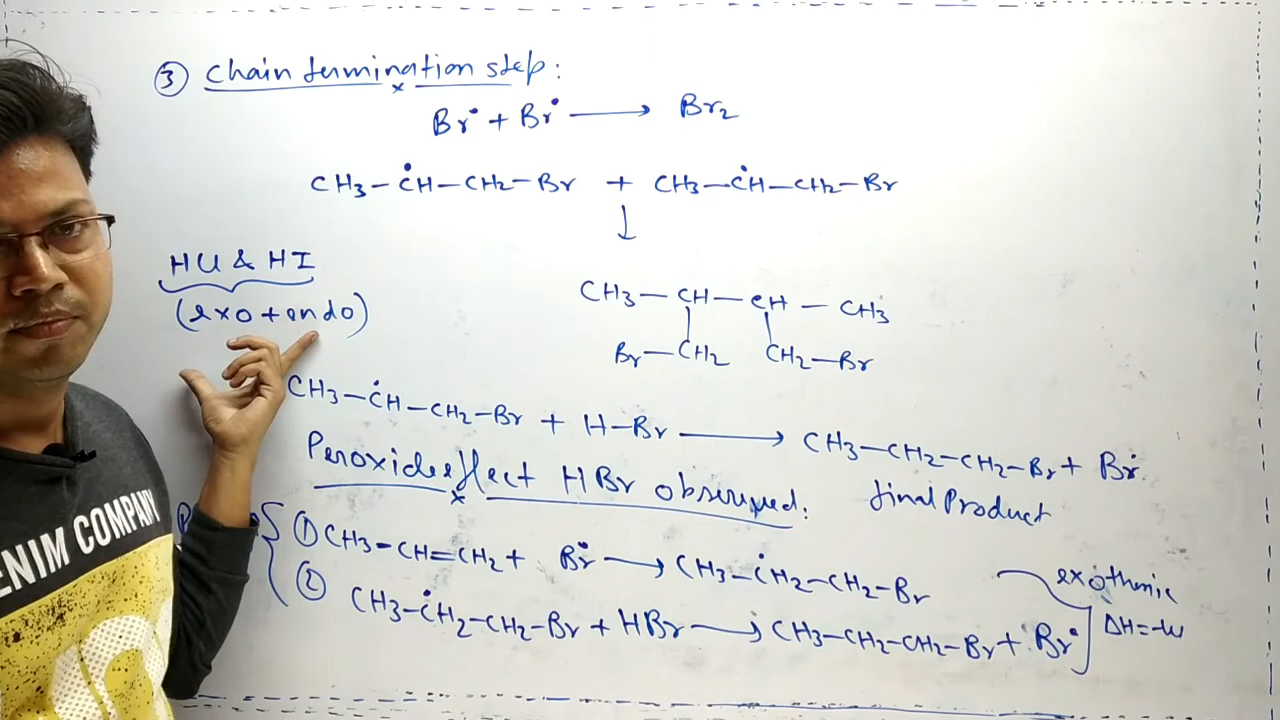 ③ Chain termination step:
Br• + Br• ⟶ Br2
CH3–ĊH–CH2–Br + CH3–ĊH–CH2–Br
↓
HCl & HI
(exo + endo)
CH3–CH–CH–CH3
Br–CH2 CH2–Br
CH3–ĊH–CH2–Br + H–Br ⟶ CH3–CH2–CH2–Br + Br•
final Product
Peroxide effect HBr observed.
① CH3–CH=CH2 + Br• ⟶ CH3–ĊH2–CH2–Br
② CH3–ĊH2–CH2–Br + HBr ⟶ CH3–CH2–CH2–Br + Br•
exothmic
ΔH=-ve
ENIM COMPANY